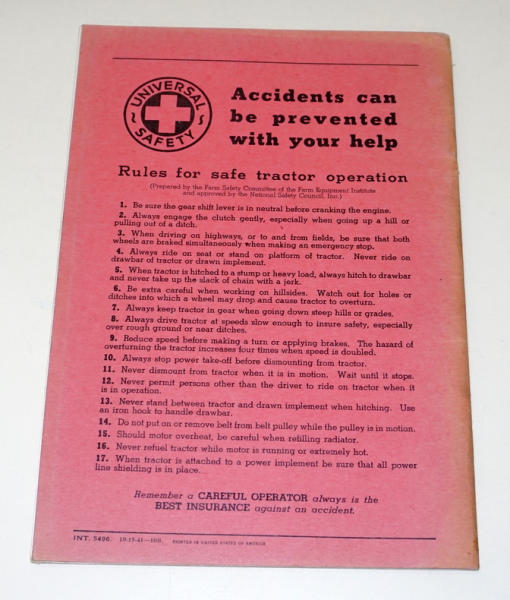 UNIVERSAL
SAFETY
Accidents can
be prevented
with your help
Rules for safe tractor operation
(Prepared by the Farm Safety Committee of the Farm Equipment Institute
and approved by the National Safety Council, Inc.)
1. Be sure the gear shift lever is in neutral before cranking the engine.
2. Always engage the clutch gently, especially when going up a hill or
pulling out of a ditch.
3. When driving on highways, or to and from fields, be sure that both
wheels are braked simultaneously when making an emergency stop.
4. Always ride on seat or stand on platform of tractor. Never ride on
drawbar of tractor or drawn implement.
5. When tractor is hitched to a stump or heavy load, always hitch to drawbar
and never take up the slack of chain with a jerk.
6. Be extra careful when working on hillsides. Watch out for holes or
ditches into which a wheel may drop and cause tractor to overturn.
7. Always keep tractor in gear when going down steep hills or grades.
8. Always drive tractor at speeds slow enough to insure safety, especially
over rough ground or near ditches.
9. Reduce speed before making a turn or applying brakes. The hazard of
overturning the tractor increases four times when speed is doubled.
10. Always stop power take-off before dismounting from tractor.
11. Never dismount from tractor when it is in motion. Wait until it stops.
12. Never permit persons other than the driver to ride on tractor when it
is in operation.
13. Never stand between tractor and drawn implement when hitching. Use
an iron hook to handle drawbar.
14. Do not put on or remove belt from belt pulley while the pulley is in motion.
15. Should motor overheat, be careful when refilling radiator.
16. Never refuel tractor while motor is running or extremely hot.
17. When tractor is attached to a power implement be sure that all power
line shielding is in place.
Remember a CAREFUL OPERATOR always is the
BEST INSURANCE against an accident.
INT. 5496. PRINTED IN UNITED STATES OF AMERICA